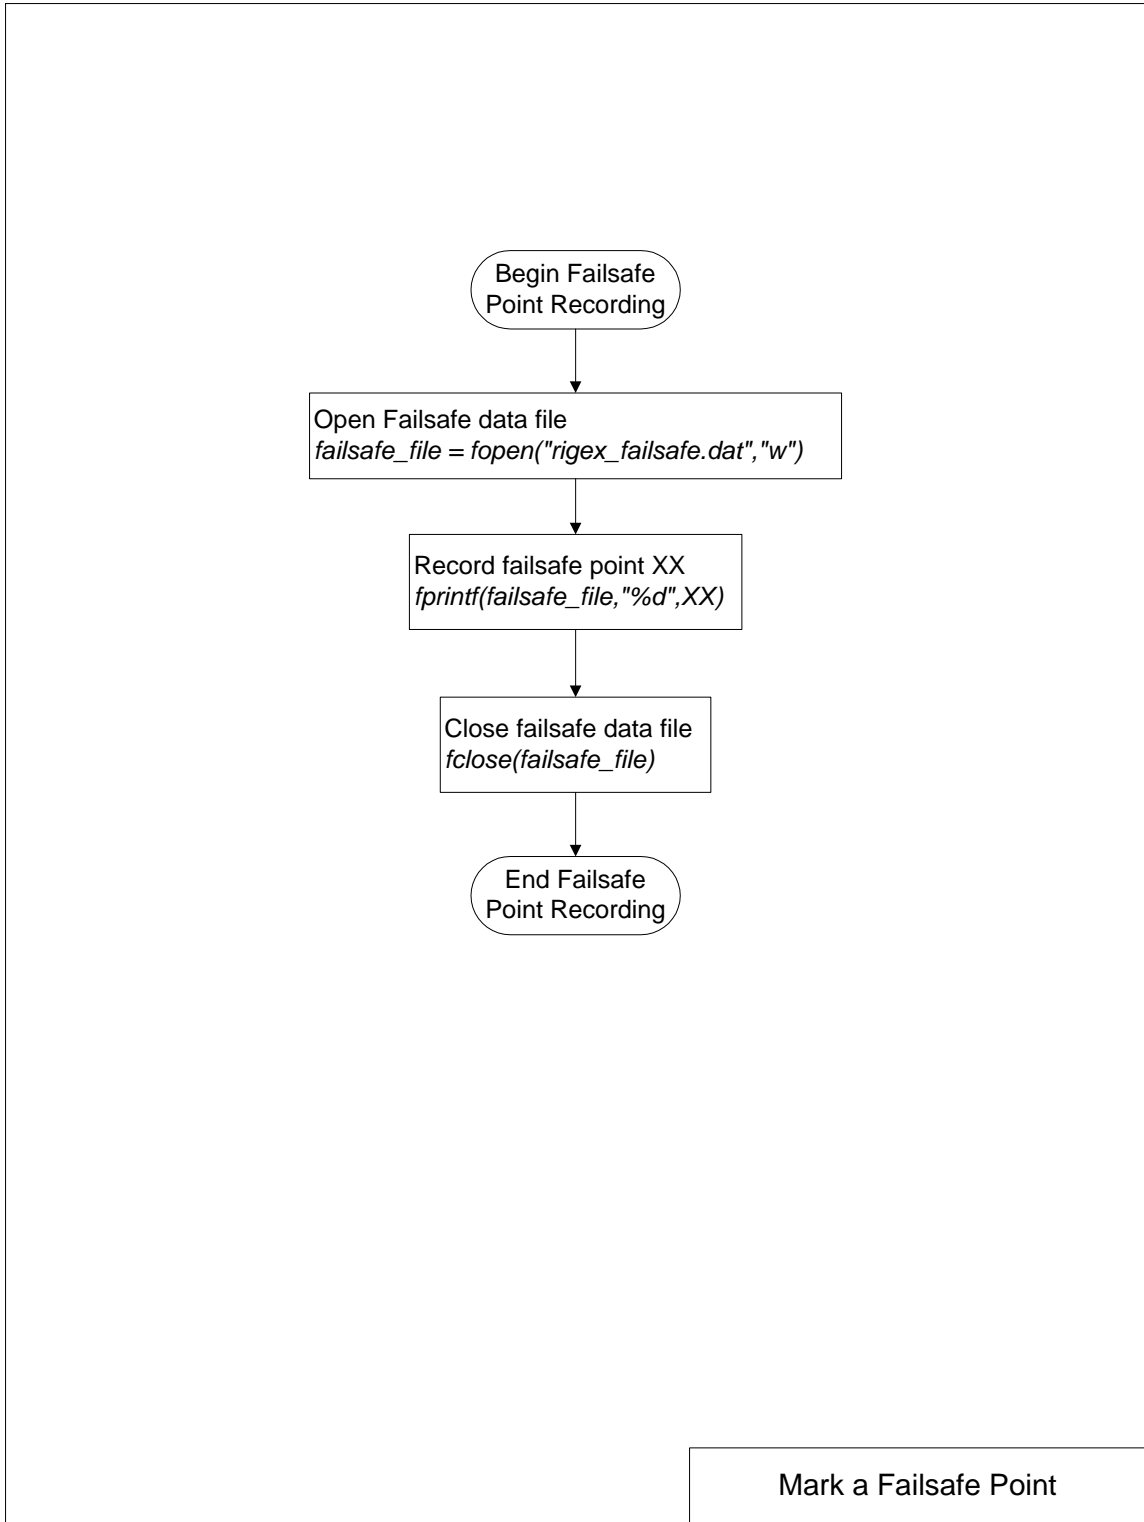 Begin Failsafe
Point Recording
Open Failsafe data file
failsafe_file = fopen("rigex_failsafe.dat","w")
Record failsafe point XX
fprintf(failsafe_file,"%d",XX)
Close failsafe data file
fclose(failsafe_file)
End Failsafe
Point Recording
Mark a Failsafe Point